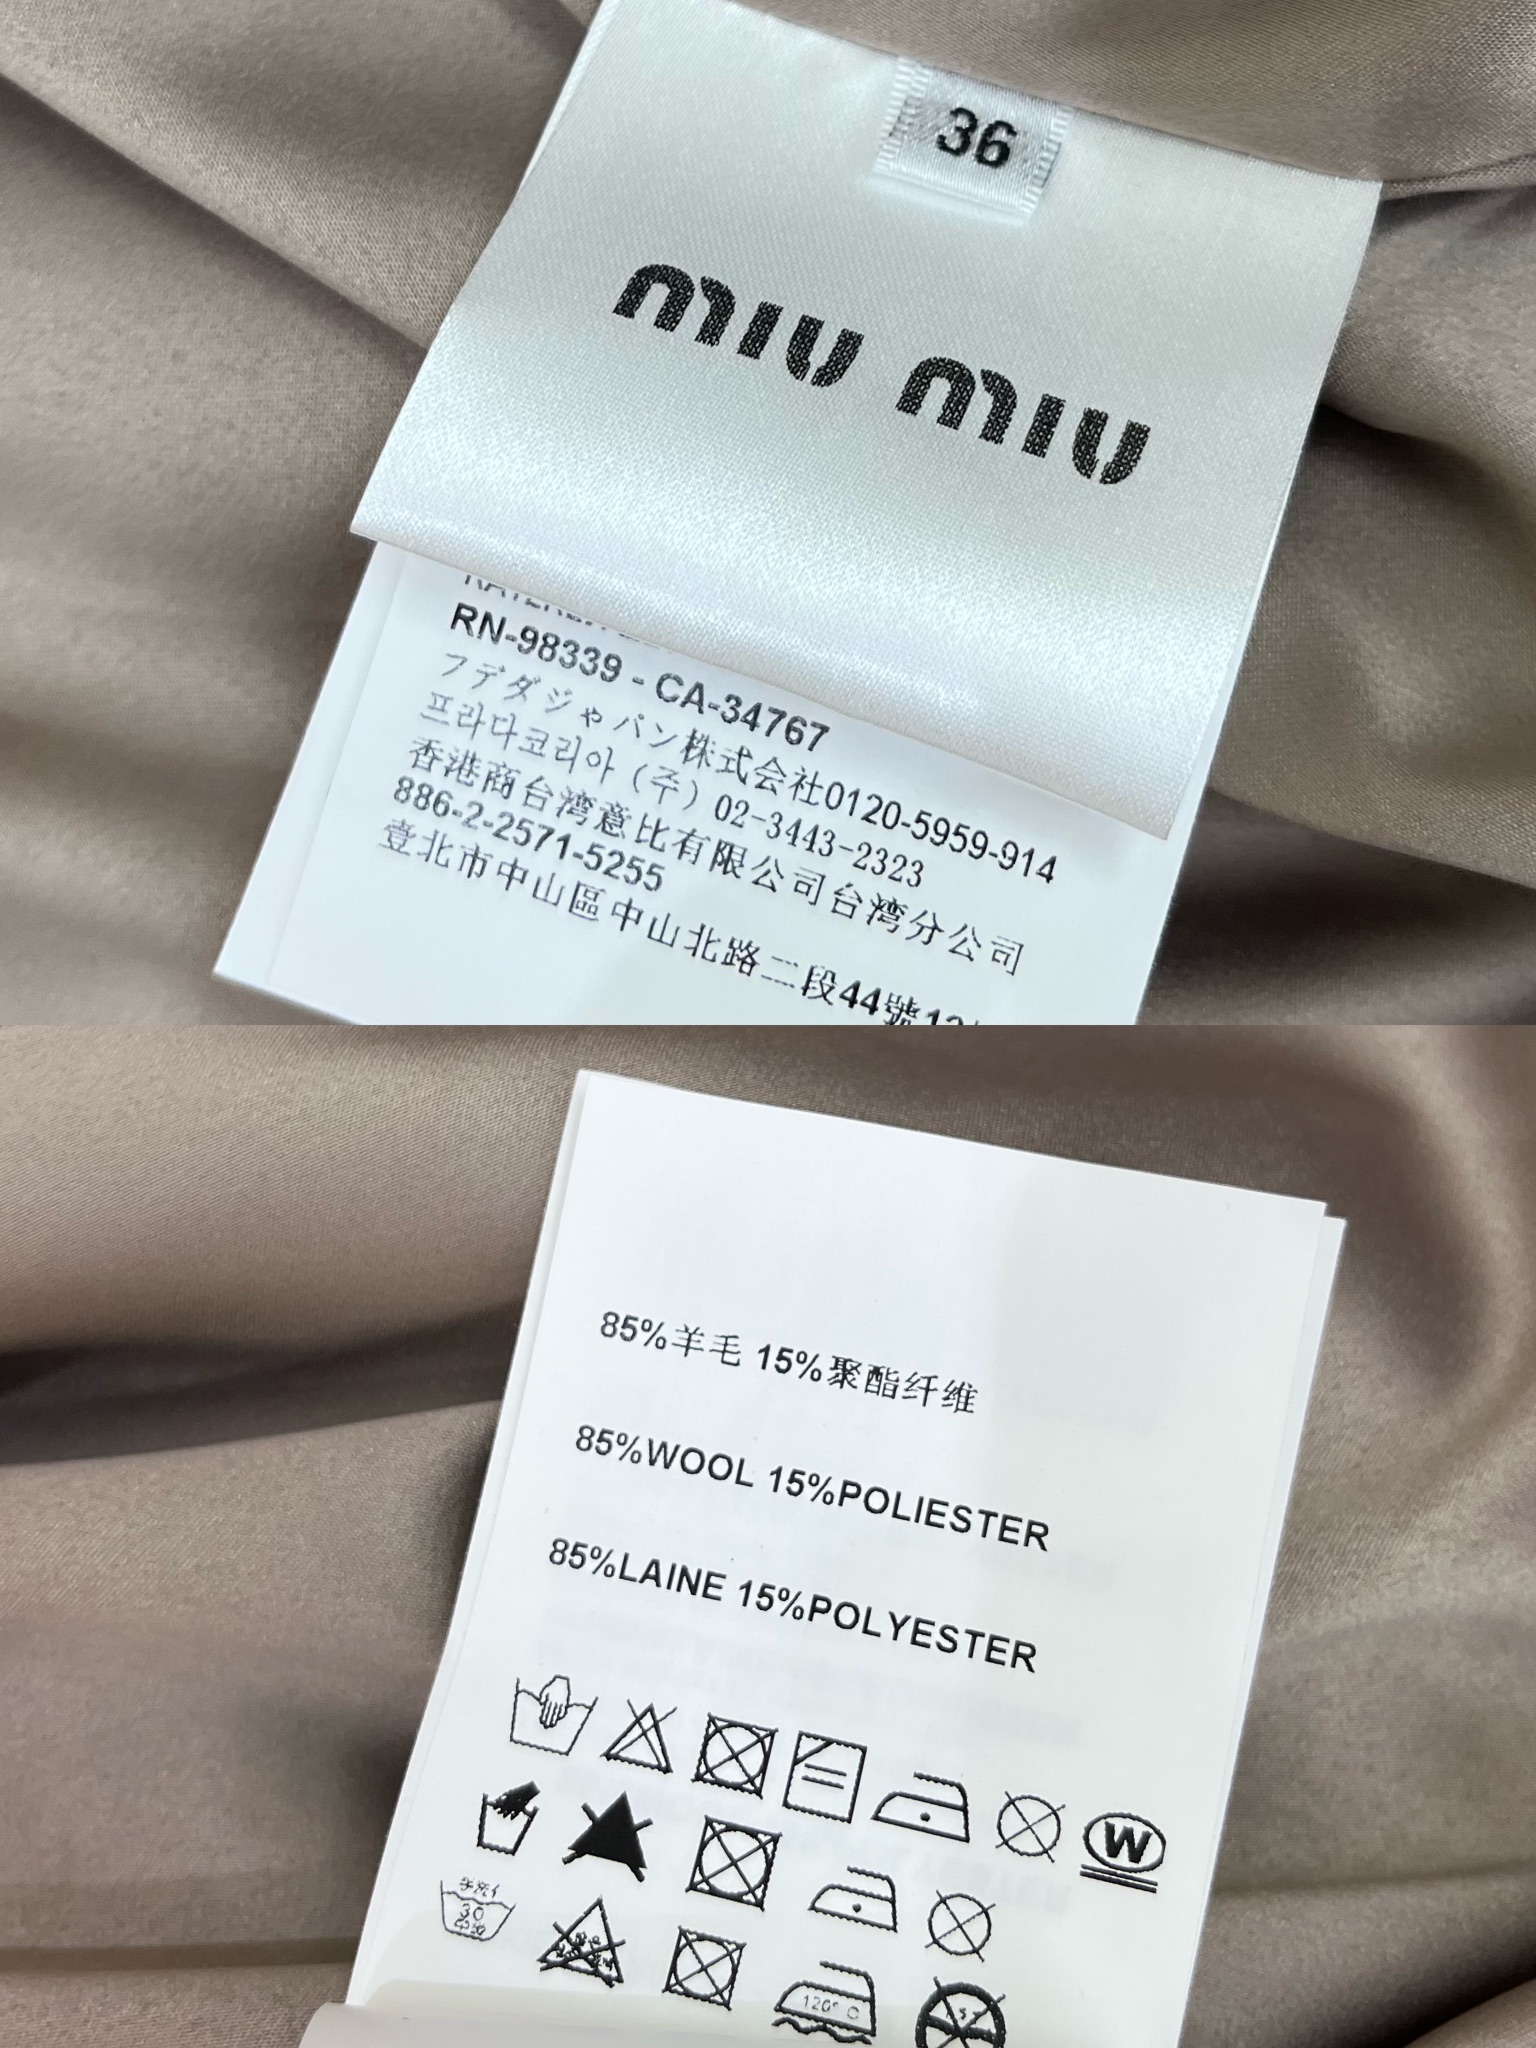 36
miu miu
RN-98339 - CA-34767
フデダジャパン株式会社0120-5959-914
프라다코리아 (주) 02-3443-2323
香港商台湾意比有限公司台湾分公司
886-2-2571-5255
壹北市中山區中山北路二段44號
85%羊毛 15%聚酯纤维
85%WOOL 15%POLIESTER
85%LAINE 15%POLYESTER
W
30
120° C